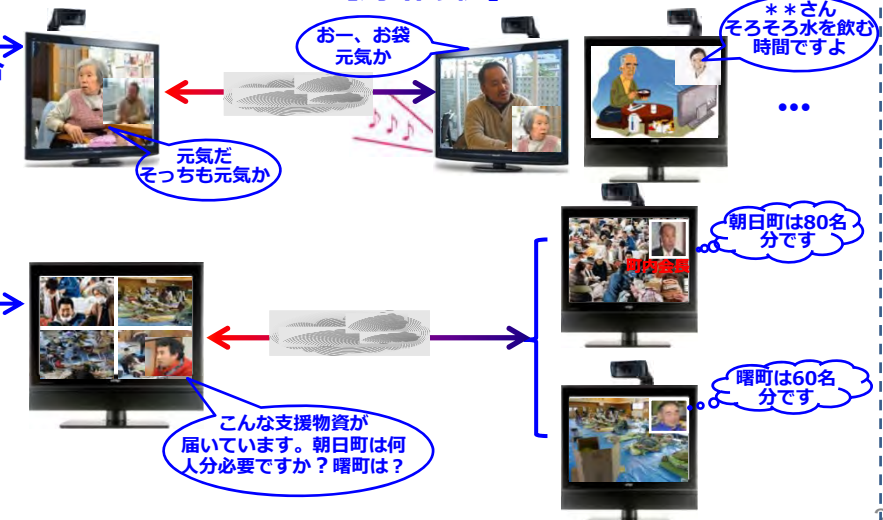 おー、お袋
元気か
＊＊さん
そろそろ水を飲む
時間ですよ
•••
元気だ
そっちも元気か
朝日町は80名
分です
町内会長
こんな支援物資が
届いています。朝日町は何
人分必要ですか？曙町は？
曙町は60名
分です